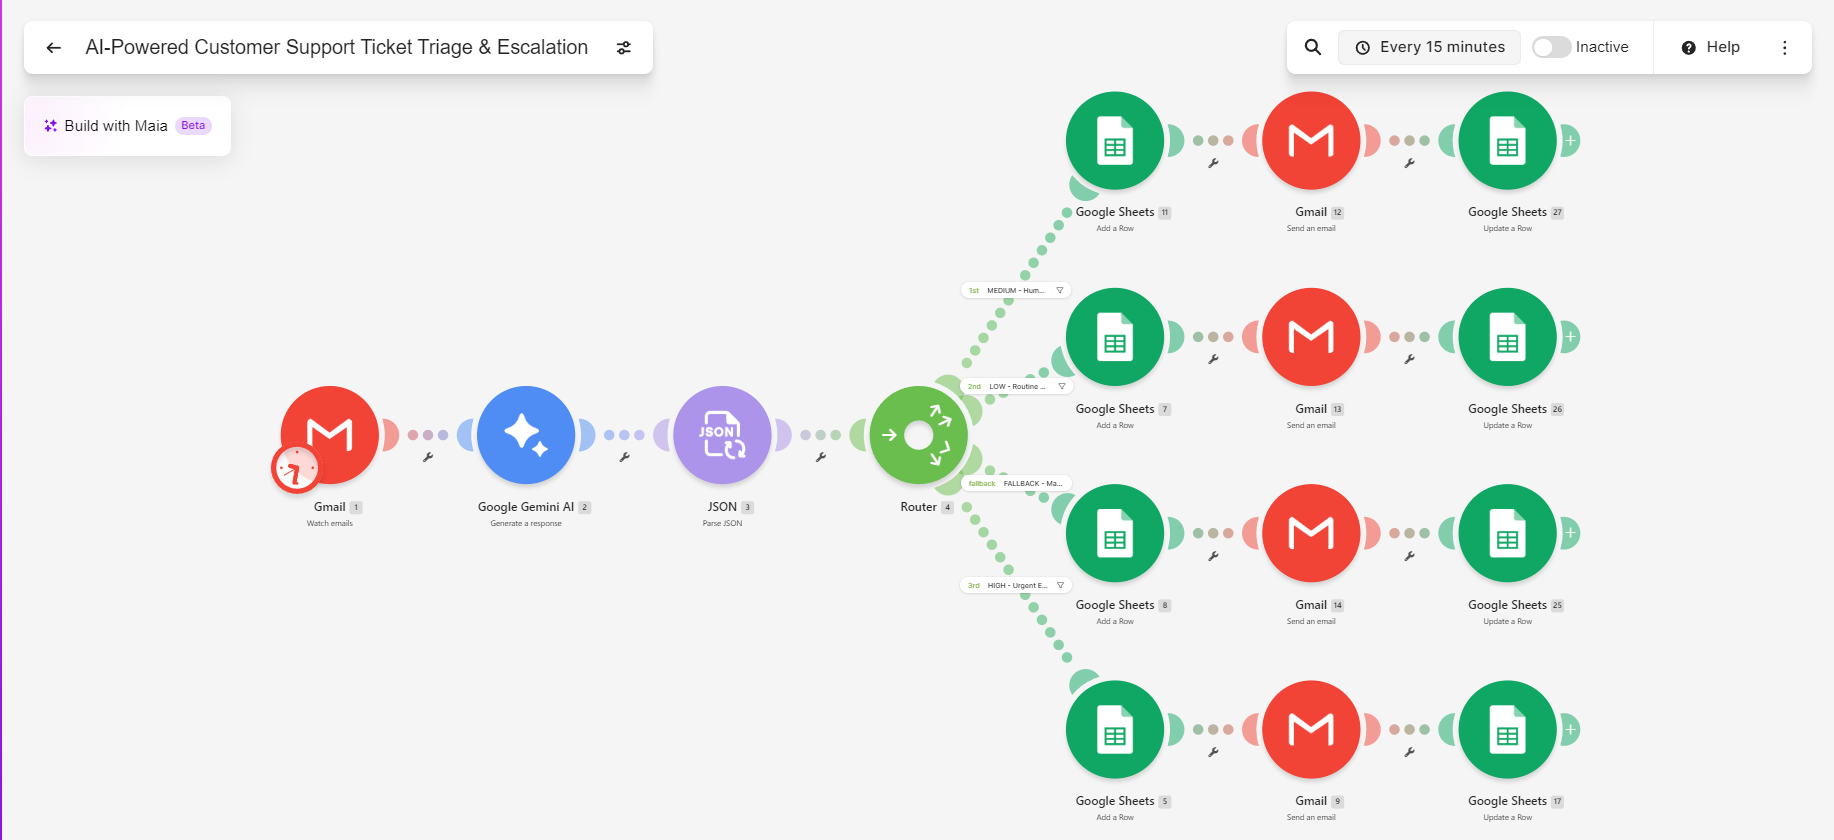 AI-Powered Customer Support Ticket Triage & Escalation
Every 15 minutes
Inactive
Help
Build with Maia Beta
Google Sheets 11
Add a Row
Gmail 12
Send an email
Google Sheets 27
Update a Row
1st MEDIUM - Hum...
Google Sheets 7
Add a Row
Gmail 13
Send an email
Google Sheets 26
Update a Row
2nd LOW - Routine ...
Gmail 1
Watch emails
Google Gemini AI 2
Generate a response
JSON
JSON 3
Parse JSON
Router 4
fallback FALLBACK - Ma...
Google Sheets 8
Add a Row
Gmail 14
Send an email
Google Sheets 25
Update a Row
3rd HIGH - Urgent E...
Google Sheets 5
Add a Row
Gmail 9
Send an email
Google Sheets 17
Update a Row